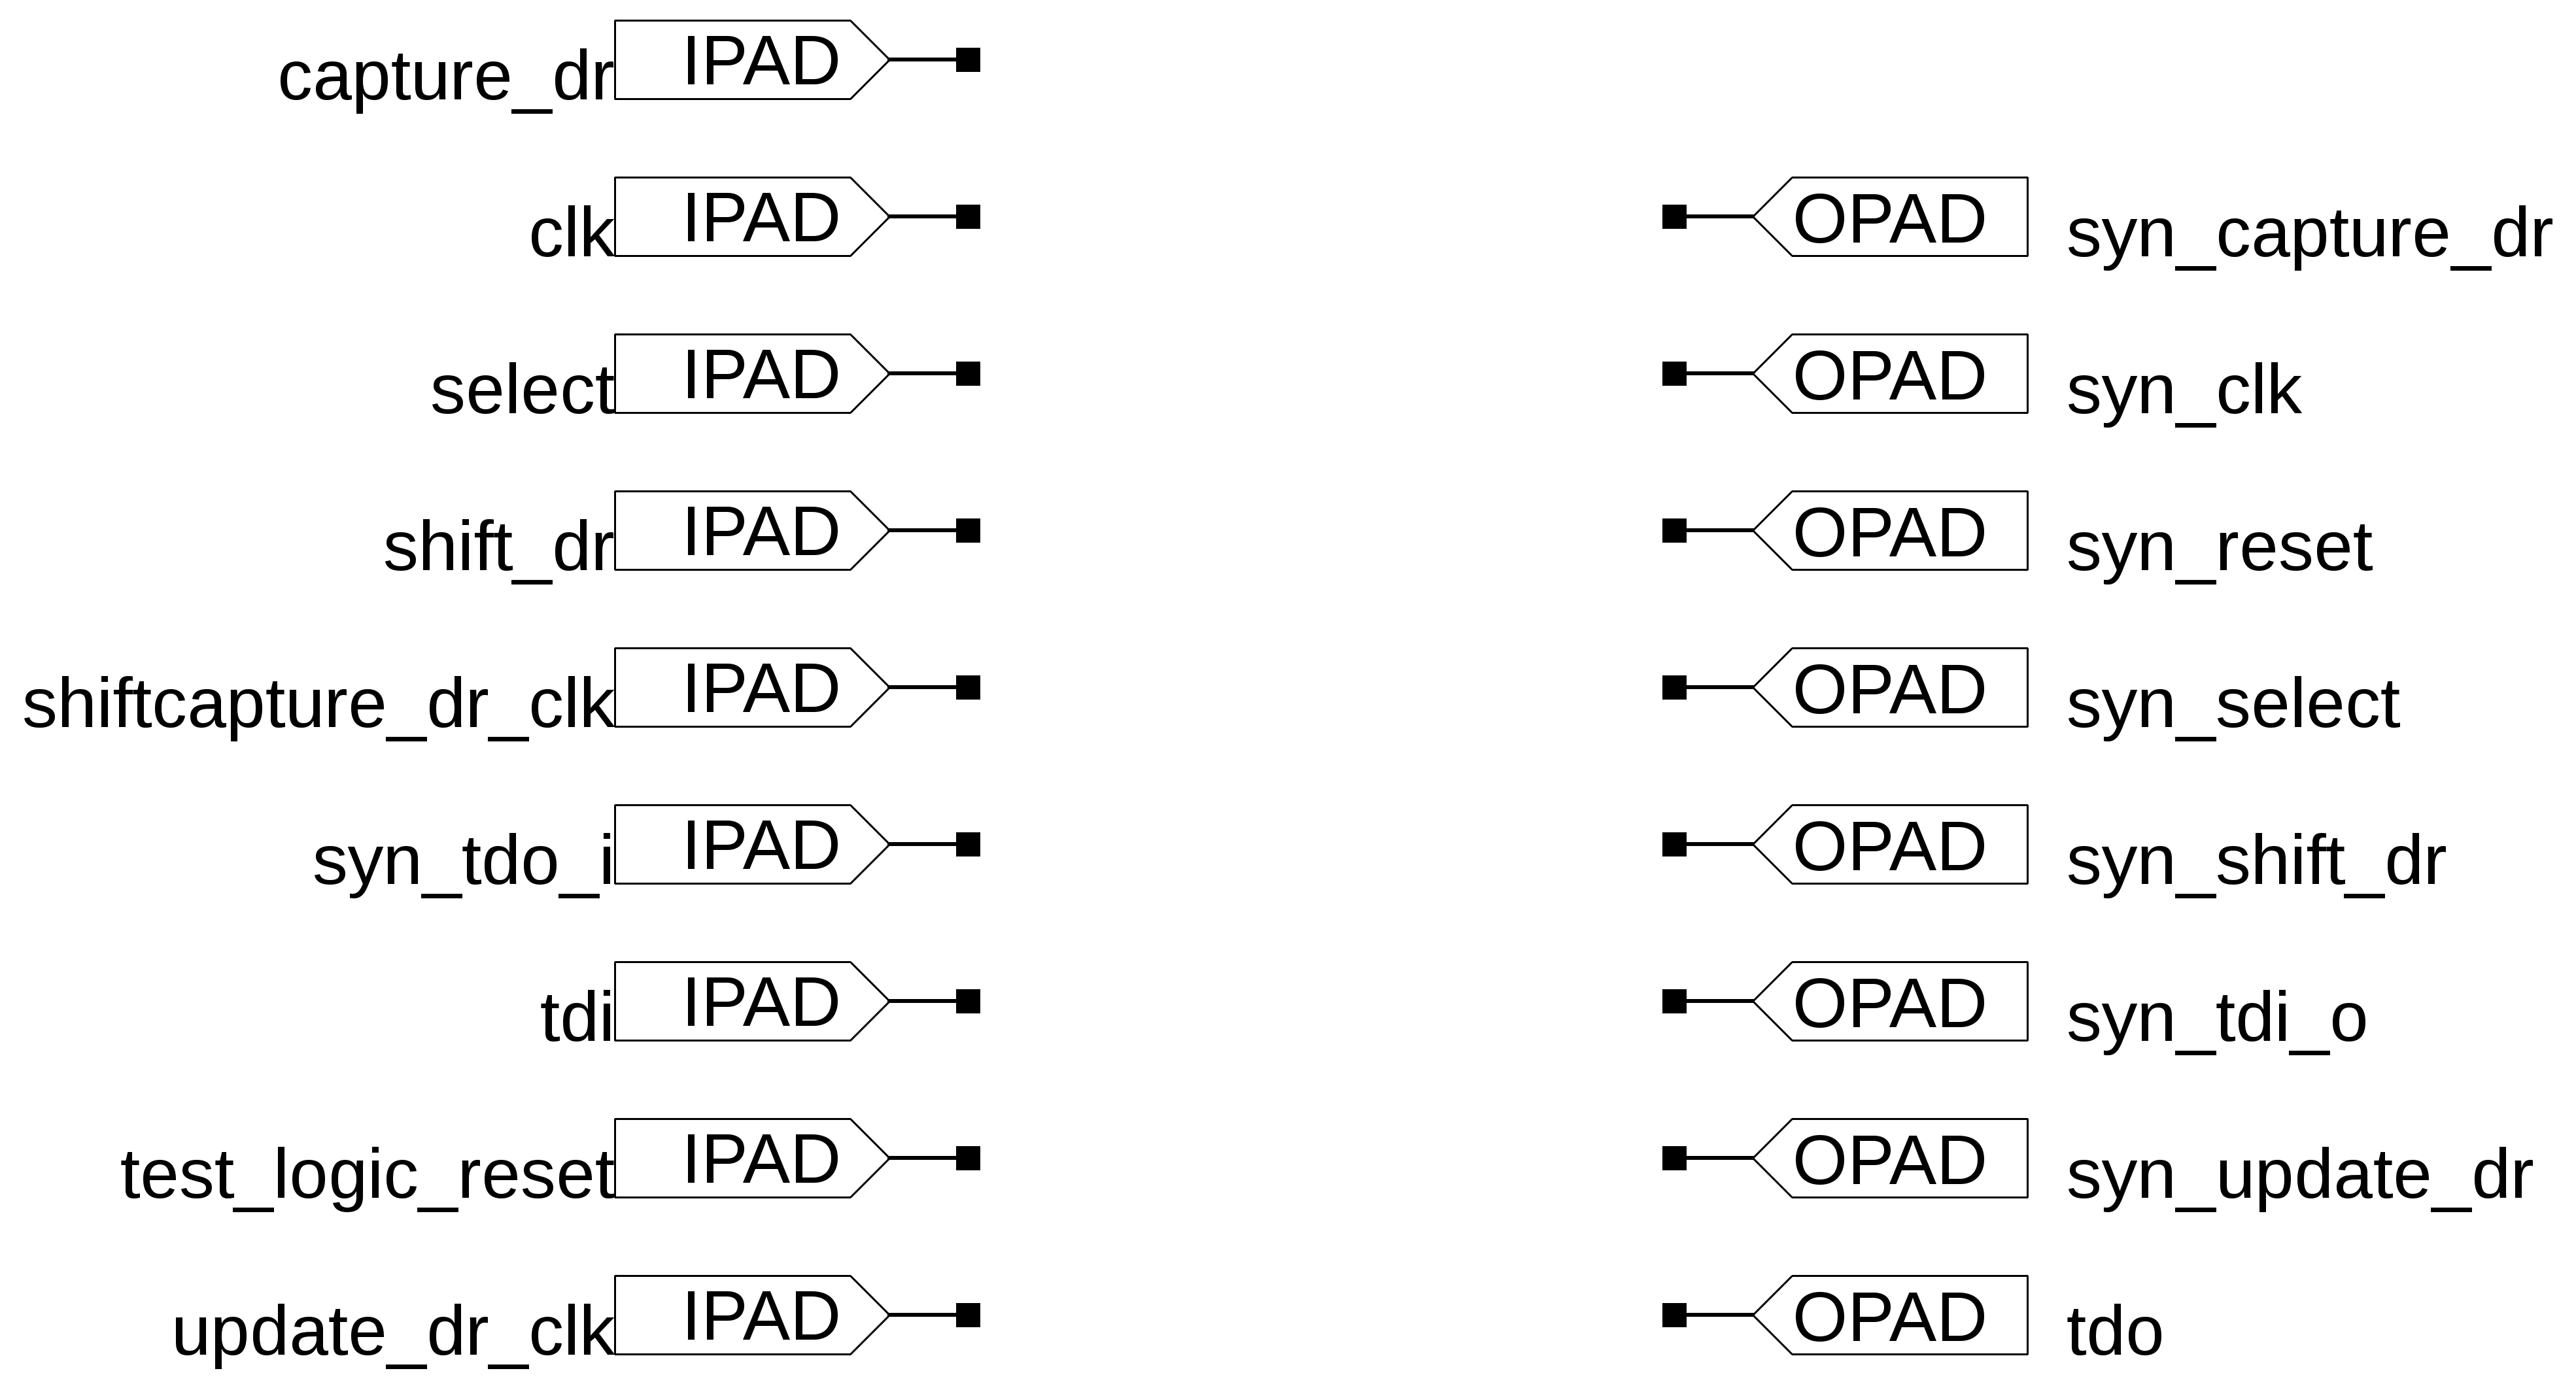 capture_dr IPAD
clk IPAD OPAD syn_capture_dr
select IPAD OPAD syn_clk
shift_dr IPAD OPAD syn_reset
shiftcapture_dr_clk IPAD OPAD syn_select
syn_tdo_i IPAD OPAD syn_shift_dr
tdi IPAD OPAD syn_tdi_o
test_logic_reset IPAD OPAD syn_update_dr
update_dr_clk IPAD OPAD tdo